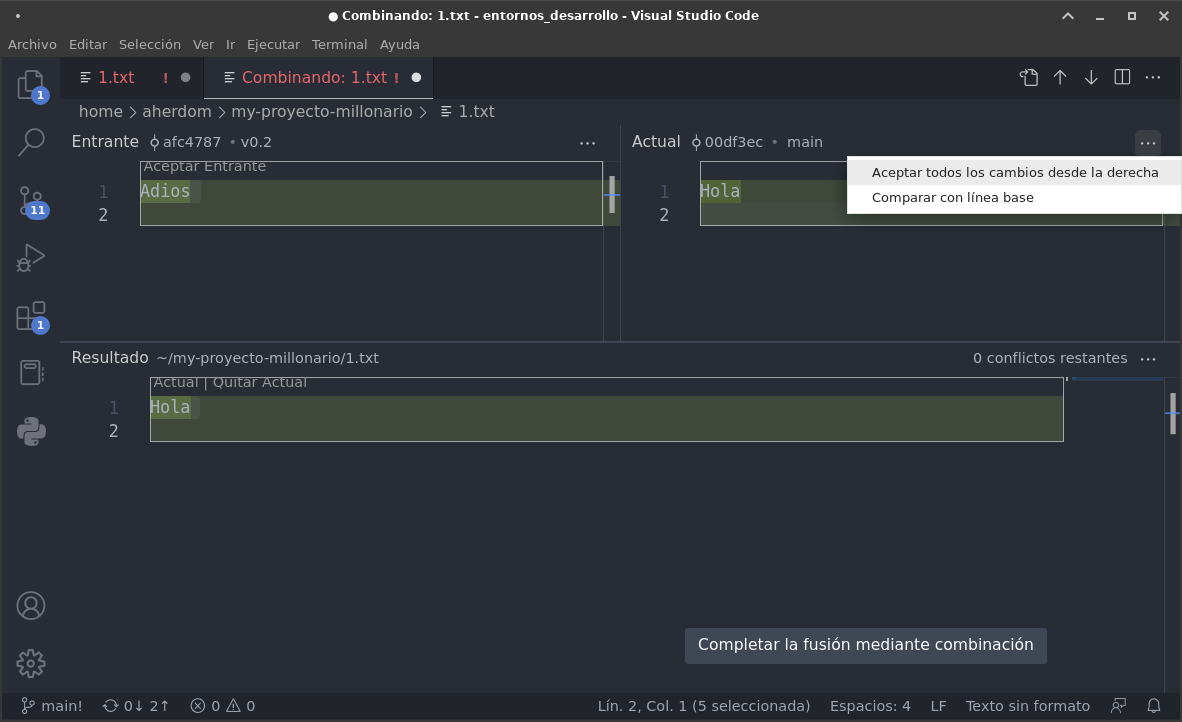 ● Combinando: 1.txt - entornos_desarrollo - Visual Studio Code
Archivo Editar Selección Ver Ir Ejecutar Terminal Ayuda
1.txt ! ● Combinando: 1.txt ! ●
home > aherdom > my-proyecto-millonario > 1.txt
Entrante afc4787 • v0.2 ···
Aceptar Entrante
1 Adios
2
Actual 00df3ec • main ···
Aceptar todos los cambios desde la derecha
Comparar con línea base
1 Hola
2
Resultado ~/my-proyecto-millonario/1.txt 0 conflictos restantes ···
Actual | Quitar Actual
1 Hola
2
1
11
1
Completar la fusión mediante combinación
main! 0↓ 2↑ 0 0 Lín. 2, Col. 1 (5 seleccionada) Espacios: 4 LF Texto sin formato